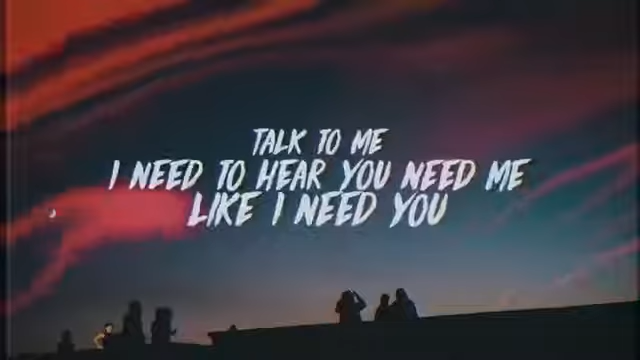 TALK TO ME
I NEED TO HEAR YOU NEED ME
LIKE I NEED YOU